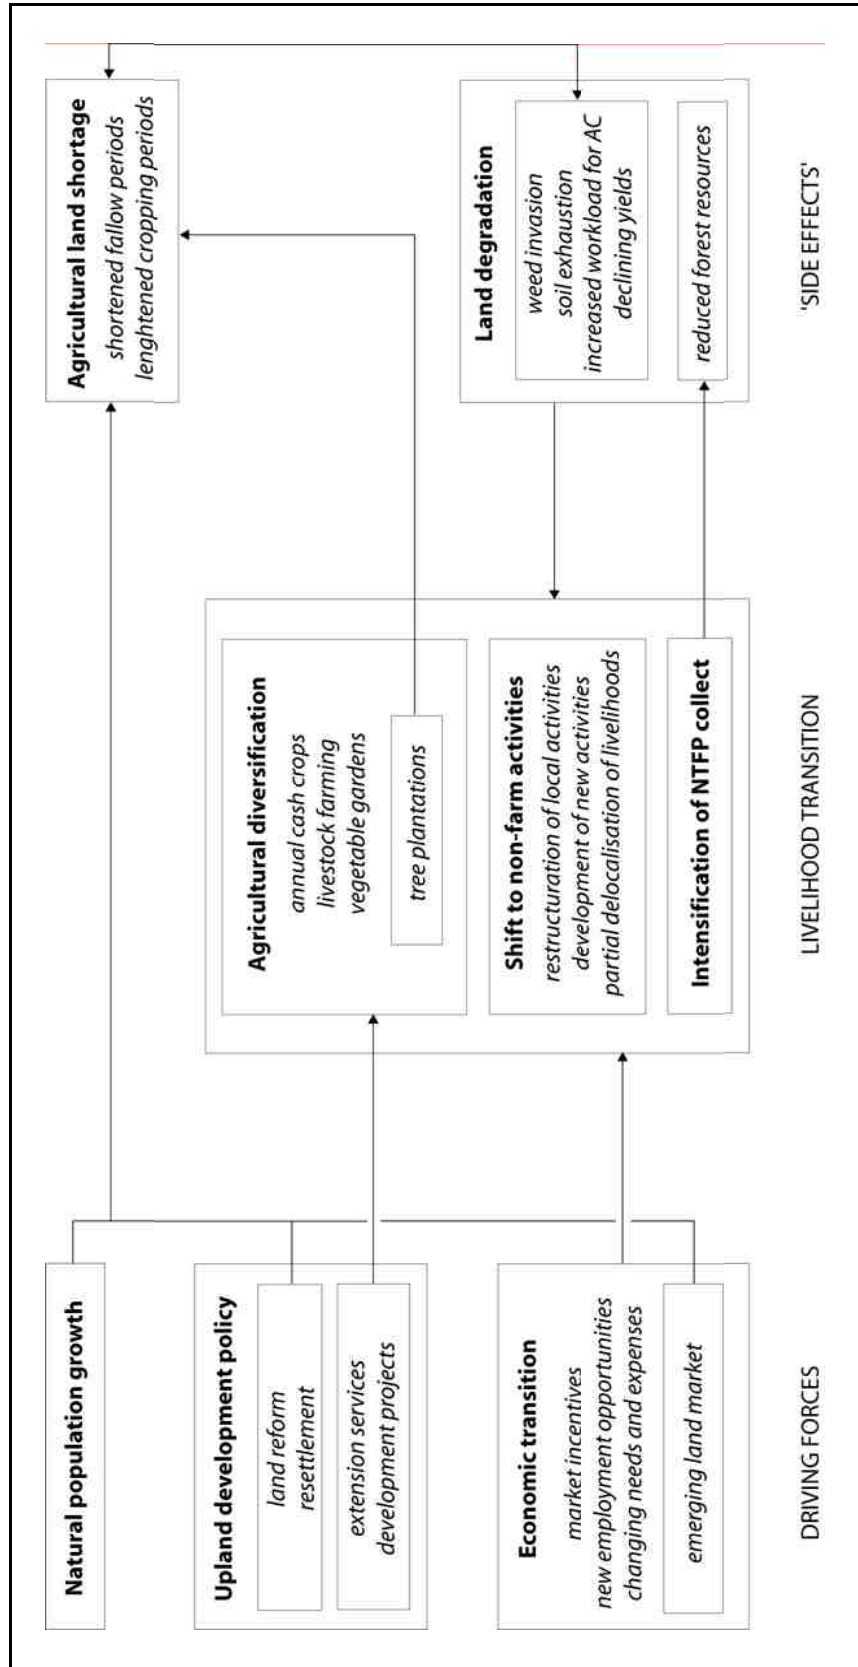 Natural population growth
Upland development policy
land reform
resettlement
extension services
development projects
Economic transition
market incentives
new employment opportunities
changing needs and expenses
emerging land market
DRIVING FORCES
Agricultural diversification
annual cash crops
livestock farming
vegetable gardens
tree plantations
Shift to non-farm activities
restructuration of local activities
development of new activities
partial delocalisation of livelihoods
Intensification of NTFP collect
LIVELIHOOD TRANSITION
Agricultural land shortage
shortened fallow periods
lenghtened cropping periods
Land degradation
weed invasion
soil exhaustion
increased workload for AC
declining yields
reduced forest resources
'SIDE EFFECTS'